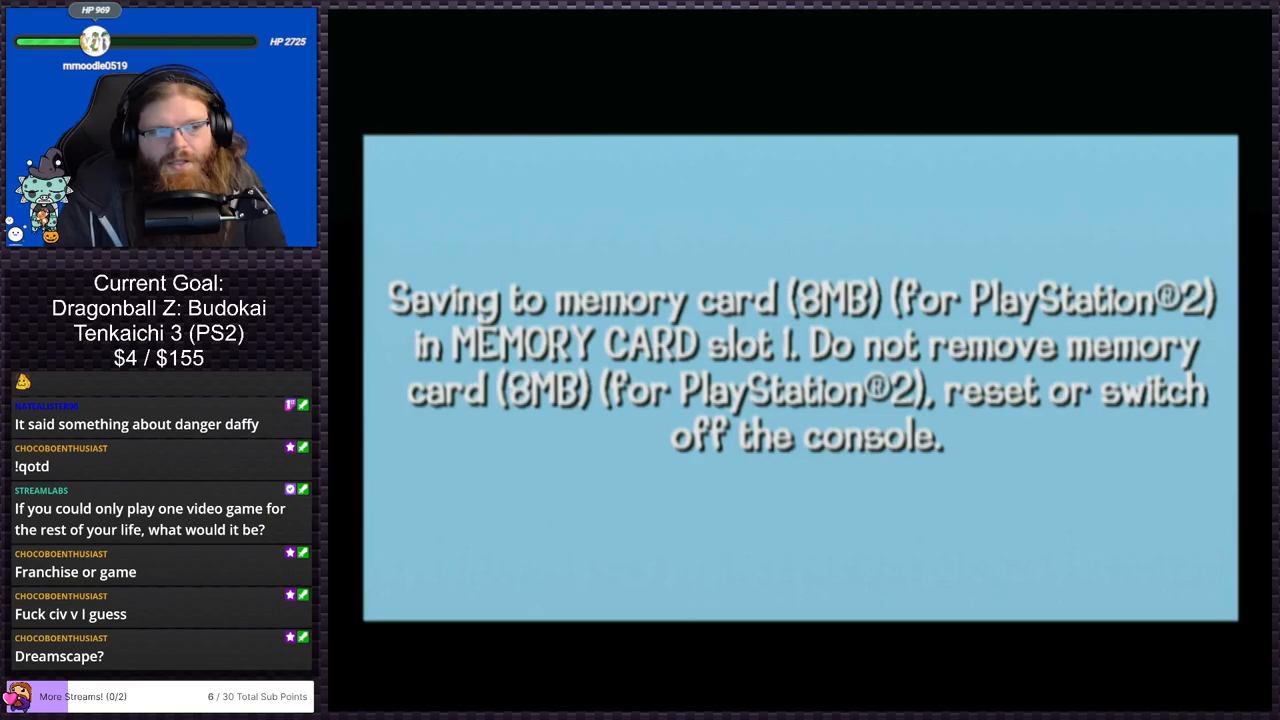 HP 969
HP 2725
mmoodle0519
Current Goal:
Dragonball Z: Budokai
Tenkaichi 3 (PS2)
$4 / $155
It said something about danger daffy
CHOCOBOENTHUSIAST
!qotd
STREAMLABS
If you could only play one video game for
the rest of your life, what would it be?
CHOCOBOENTHUSIAST
Franchise or game
CHOCOBOENTHUSIAST
Fuck civ v I guess
CHOCOBOENTHUSIAST
Dreamscape?
More Streams! (0/2)
6 / 30 Total Sub Points
Saving to memory card (8MB) (for PlayStation®2)
in MEMORY CARD slot 1. Do not remove memory
card (8MB) (for PlayStation®2), reset or switch
off the console.